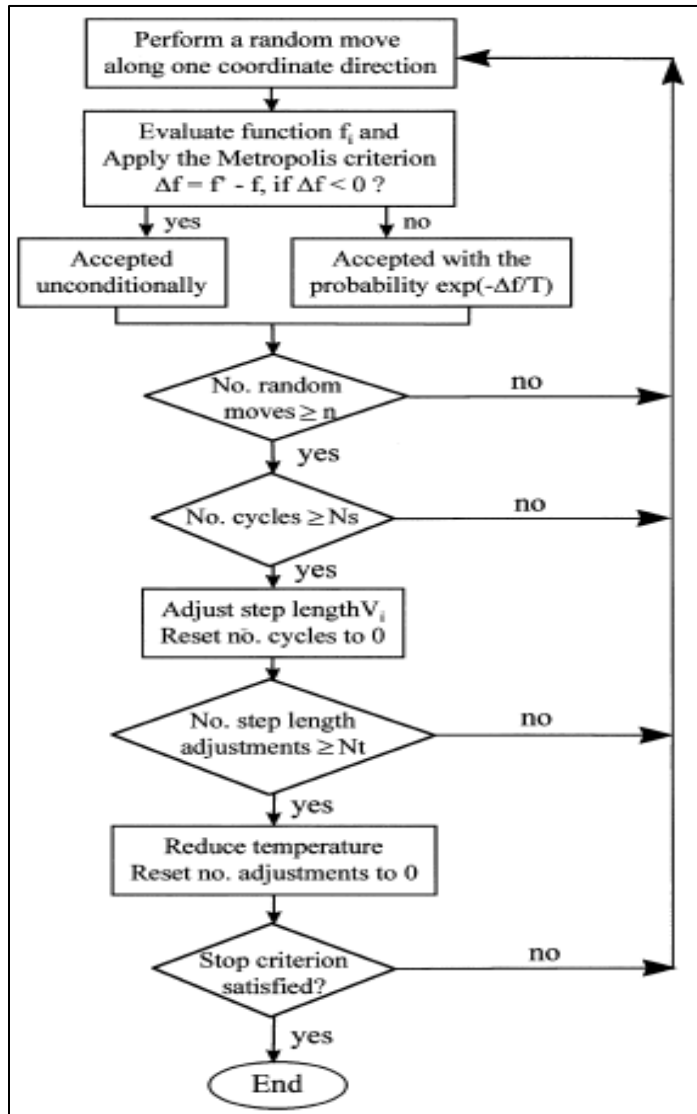 Perform a random move
along one coordinate direction
Evaluate function fᵢ and
Apply the Metropolis criterion
Δf = f' - f, if Δf < 0 ?
yes
no
Accepted
unconditionally
Accepted with the
probability exp(-Δf/T)
No. random
moves ≥ n
no
yes
No. cycles ≥ Ns
no
yes
Adjust step lengthVᵢ
Reset no. cycles to 0
No. step length
adjustments ≥ Nt
no
yes
Reduce temperature
Reset no. adjustments to 0
Stop criterion
satisfied?
no
yes
End